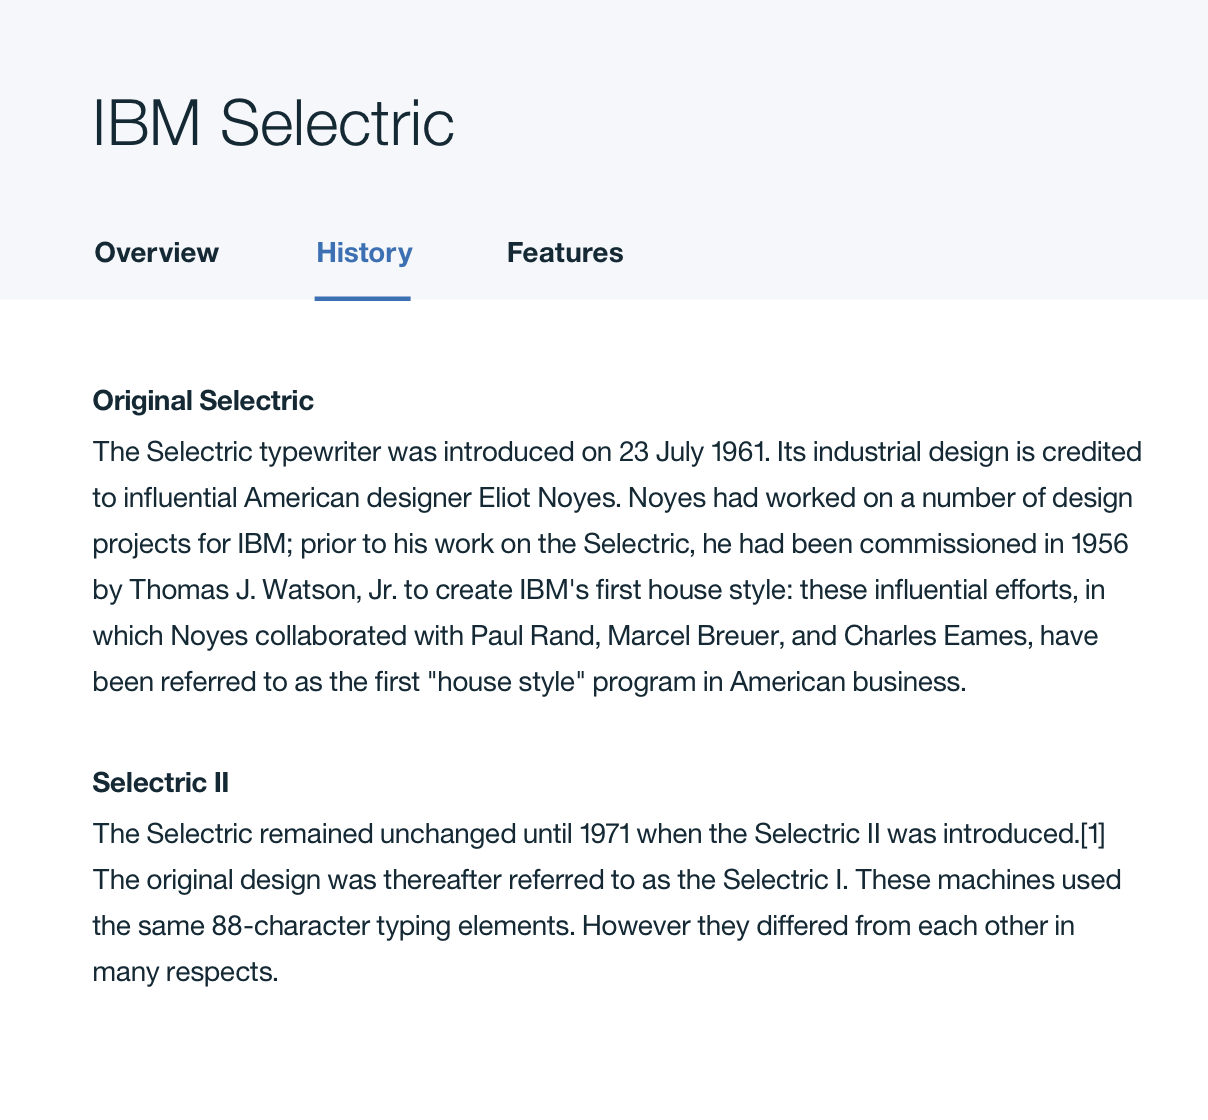 IBM Selectric
Overview
History
Features
Original Selectric
The Selectric typewriter was introduced on 23 July 1961. Its industrial design is credited
to influential American designer Eliot Noyes. Noyes had worked on a number of design
projects for IBM; prior to his work on the Selectric, he had been commissioned in 1956
by Thomas J. Watson, Jr. to create IBM's first house style: these influential efforts, in
which Noyes collaborated with Paul Rand, Marcel Breuer, and Charles Eames, have
been referred to as the first "house style" program in American business.
Selectric II
The Selectric remained unchanged until 1971 when the Selectric II was introduced.[1]
The original design was thereafter referred to as the Selectric I. These machines used
the same 88-character typing elements. However they differed from each other in
many respects.